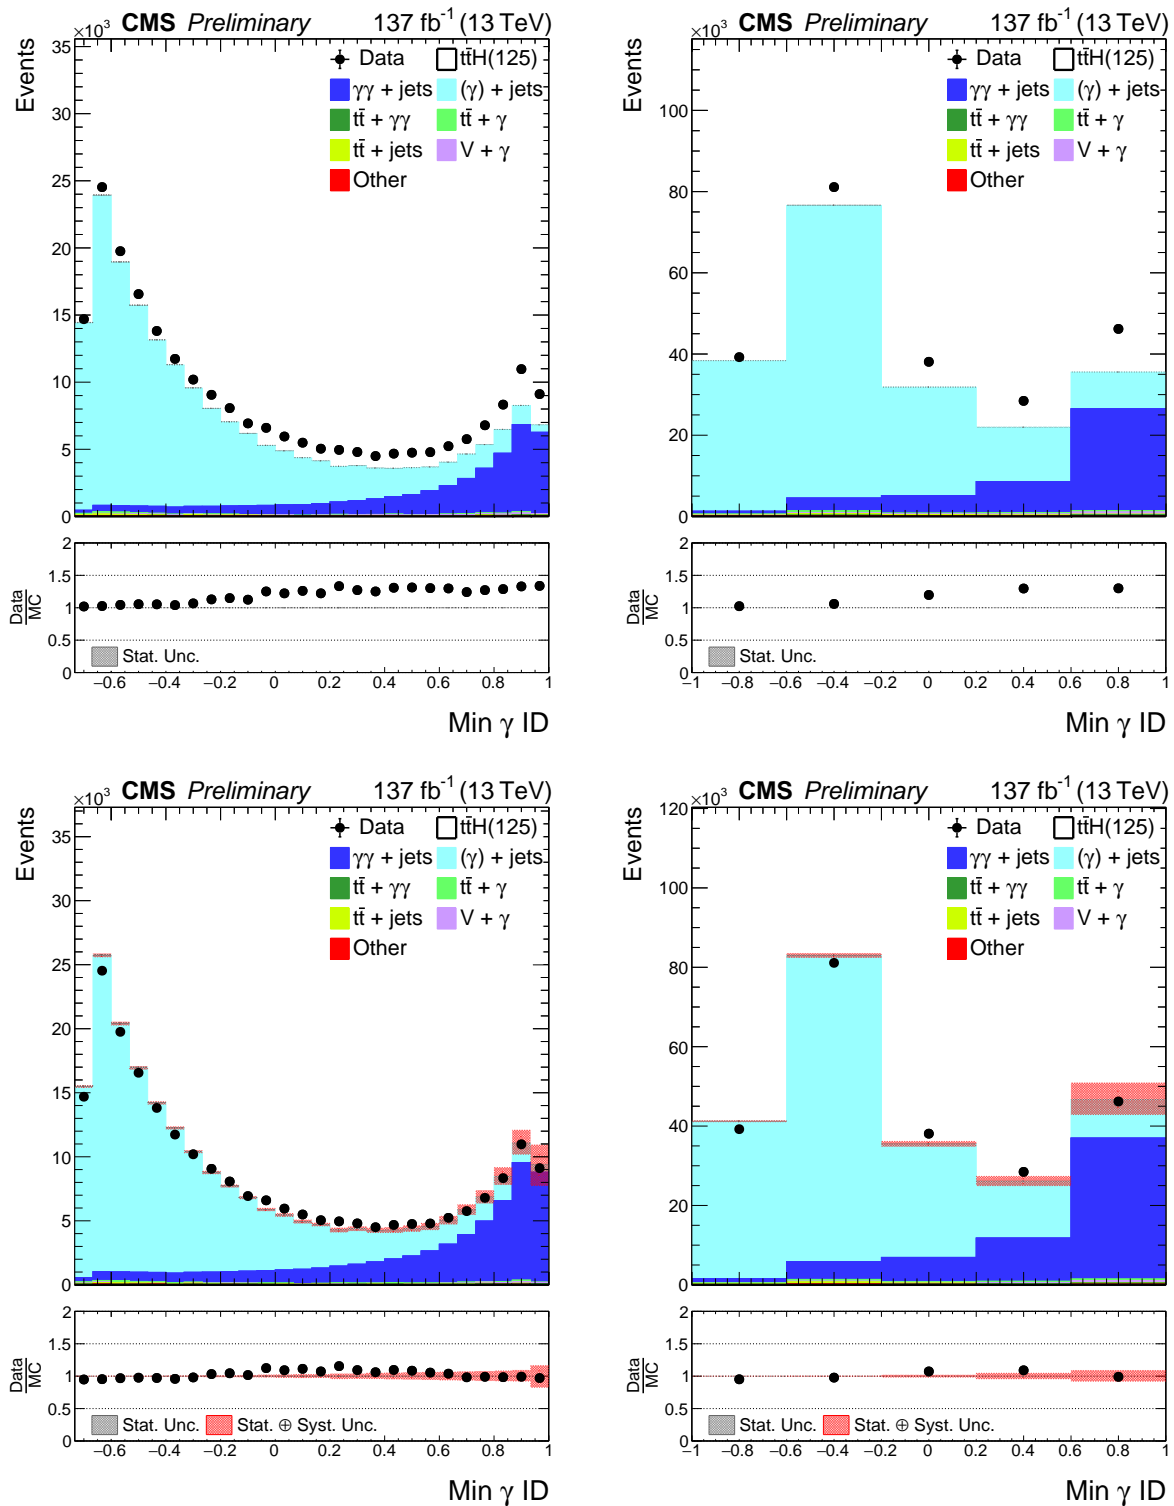 CMS Preliminary 137 fb⁻¹ (13 TeV)
×10³
Events
35
30
25
20
15
10
5
0
Data
tt̄H(125)
γγ + jets
(γ) + jets
tt̄ + γγ
tt̄ + γ
tt̄ + jets
V + γ
Other
Data
MC
2
1.5
1
0.5
0
Stat. Unc.
−0.6 −0.4 −0.2 0 0.2 0.4 0.6 0.8 1
Min γ ID
CMS Preliminary 137 fb⁻¹ (13 TeV)
×10³
Events
100
80
60
40
20
0
Data
tt̄H(125)
γγ + jets
(γ) + jets
tt̄ + γγ
tt̄ + γ
tt̄ + jets
V + γ
Other
Data
MC
2
1.5
1
0.5
0
Stat. Unc.
−1 −0.8 −0.6 −0.4 −0.2 0 0.2 0.4 0.6 0.8 1
Min γ ID
CMS Preliminary 137 fb⁻¹ (13 TeV)
×10³
Events
35
30
25
20
15
10
5
0
Data
tt̄H(125)
γγ + jets
(γ) + jets
tt̄ + γγ
tt̄ + γ
tt̄ + jets
V + γ
Other
Data
MC
2
1.5
1
0.5
0
Stat. Unc. Stat. ⊕ Syst. Unc.
−0.6 −0.4 −0.2 0 0.2 0.4 0.6 0.8 1
Min γ ID
CMS Preliminary 137 fb⁻¹ (13 TeV)
×10³
Events
120
100
80
60
40
20
0
Data
tt̄H(125)
γγ + jets
(γ) + jets
tt̄ + γγ
tt̄ + γ
tt̄ + jets
V + γ
Other
Data
MC
2
1.5
1
0.5
0
Stat. Unc. Stat. ⊕ Syst. Unc.
−1 −0.8 −0.6 −0.4 −0.2 0 0.2 0.4 0.6 0.8 1
Min γ ID